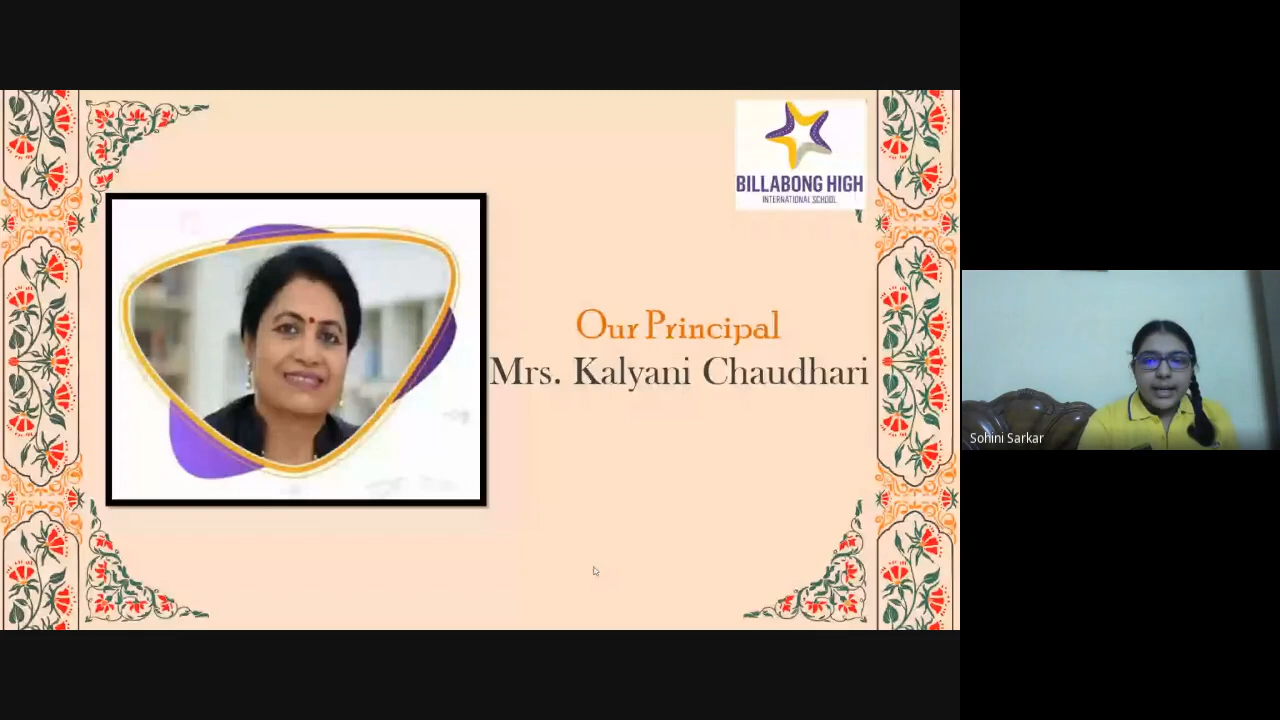 BILLABONG HIGH
INTERNATIONAL SCHOOL
Our Principal
Mrs. Kalyani Chaudhari
Sohini Sarkar